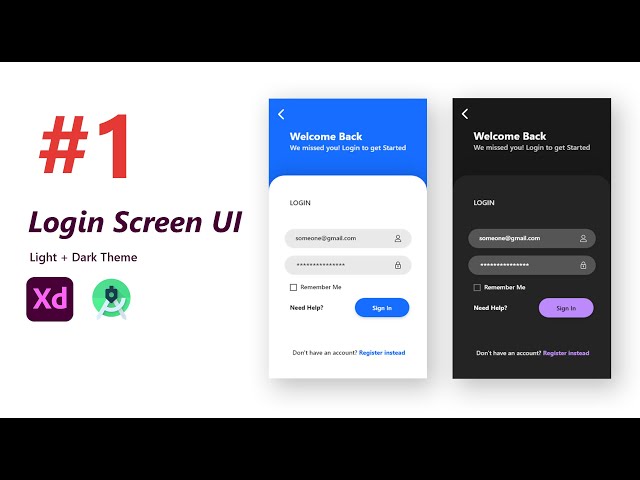 #1
Login Screen UI
Light + Dark Theme
Xd
Welcome Back
We missed you! Login to get Started
LOGIN
someone@gmail.com
***************
Remember Me
Need Help?
Sign In
Don't have an account? Register instead
Welcome Back
We missed you! Login to get Started
LOGIN
someone@gmail.com
***************
Remember Me
Need Help?
Sign In
Don't have an account? Register instead